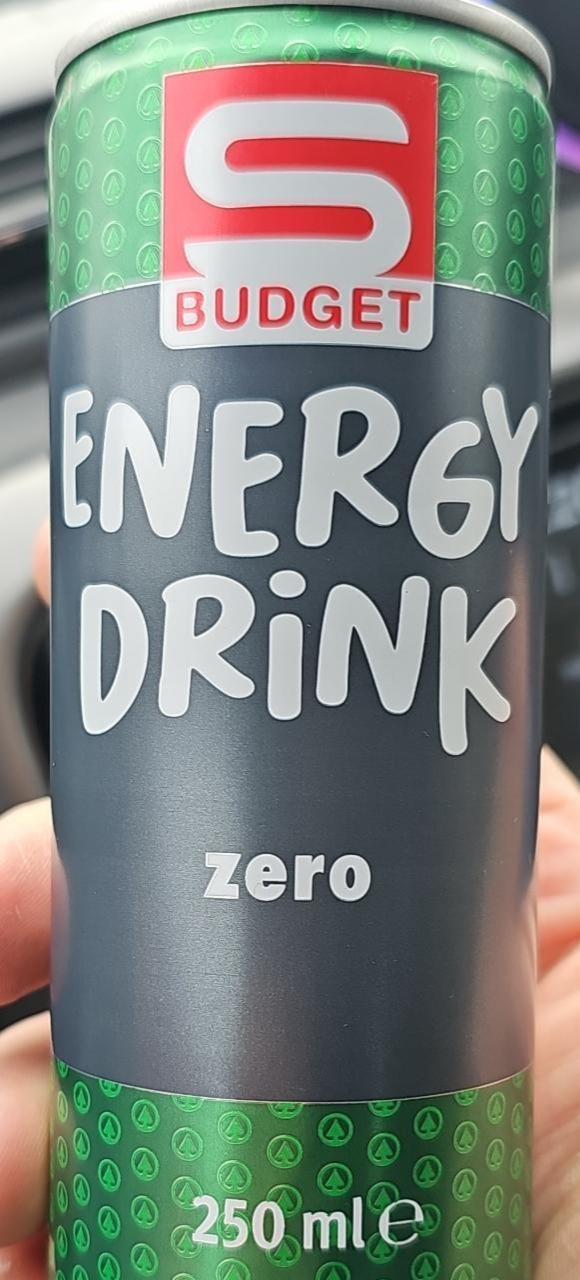 S
BUDGET
ENERGY
DRiNK
zero
250 ml ℮